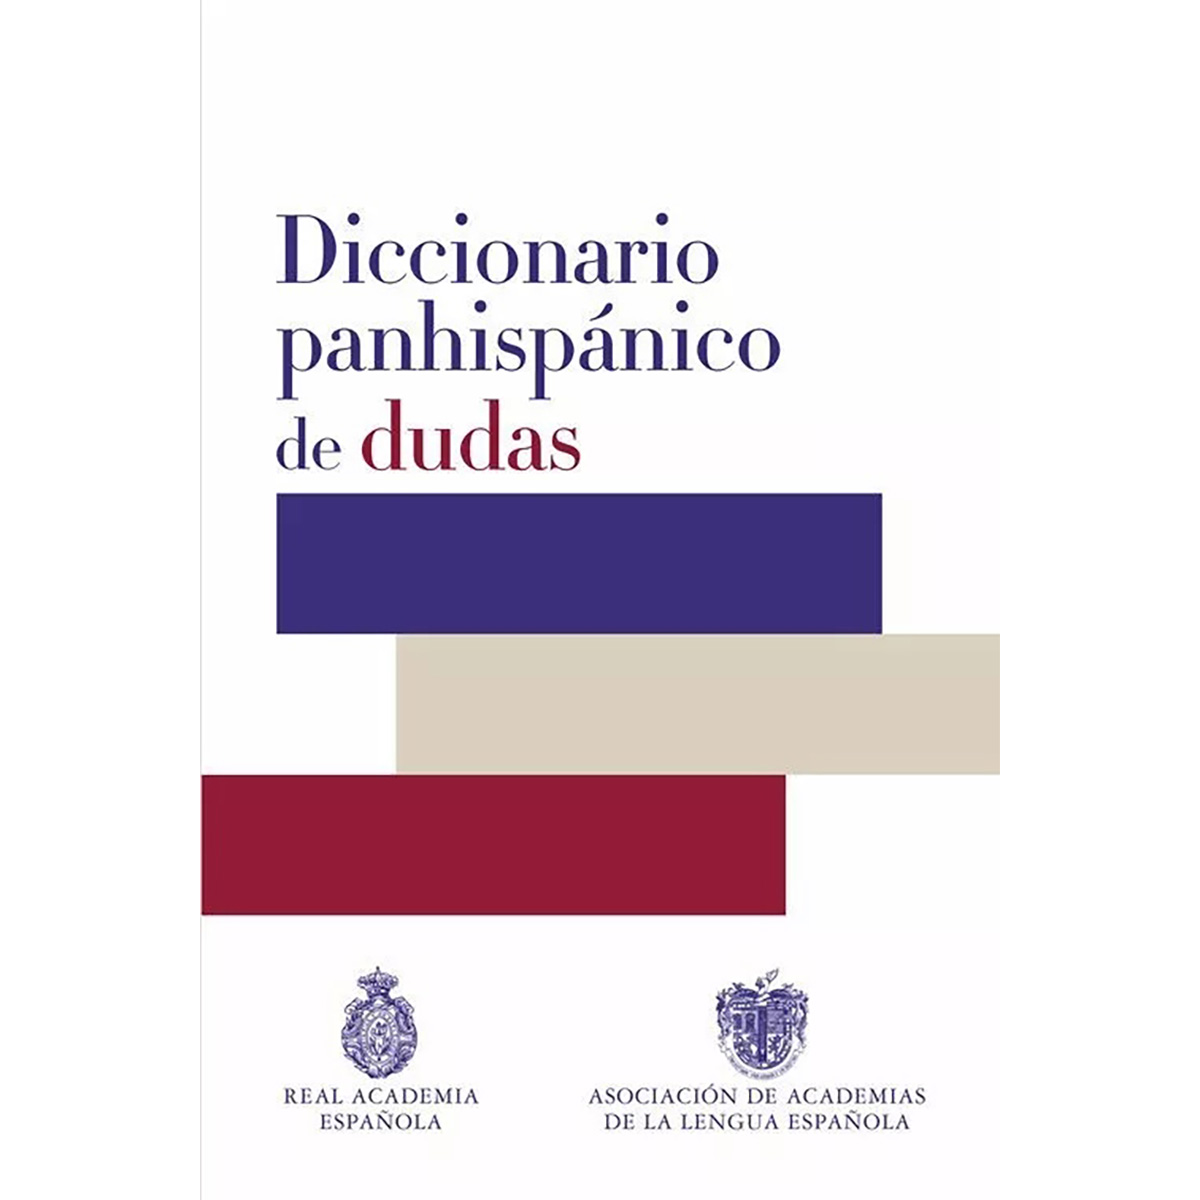 Diccionario
panhispánico
de dudas
REAL ACADEMIA
ESPAÑOLA
ASOCIACIÓN DE ACADEMIAS
DE LA LENGUA ESPAÑOLA